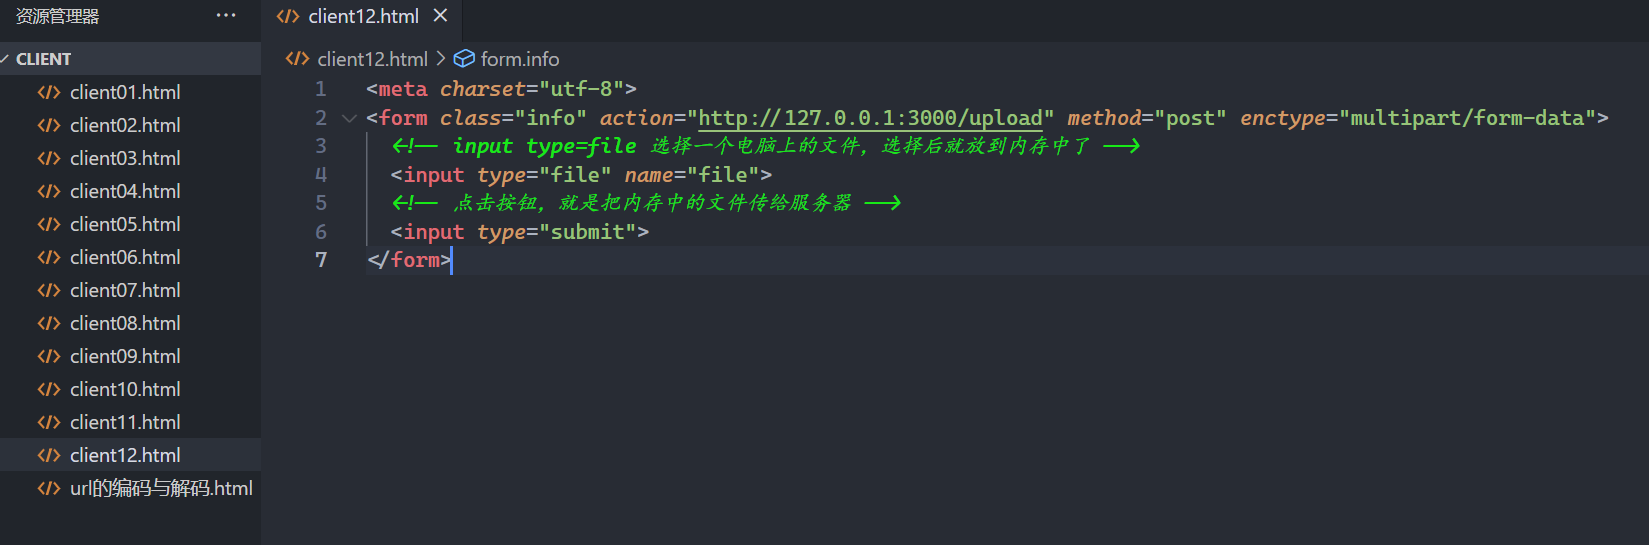 资源管理器 ···
CLIENT
client01.html
client02.html
client03.html
client04.html
client05.html
client06.html
client07.html
client08.html
client09.html
client10.html
client11.html
client12.html
url的编码与解码.html
client12.html
client12.html > form.info
1 <meta charset="utf-8">
2 <form class="info" action="http://127.0.0.1:3000/upload" method="post" enctype="multipart/form-data">
3 <!-- input type=file 选择一个电脑上的文件, 选择后就放到内存中了 -->
4 <input type="file" name="file">
5 <!-- 点击按钮, 就是把内存中的文件传给服务器 -->
6 <input type="submit">
7 </form>